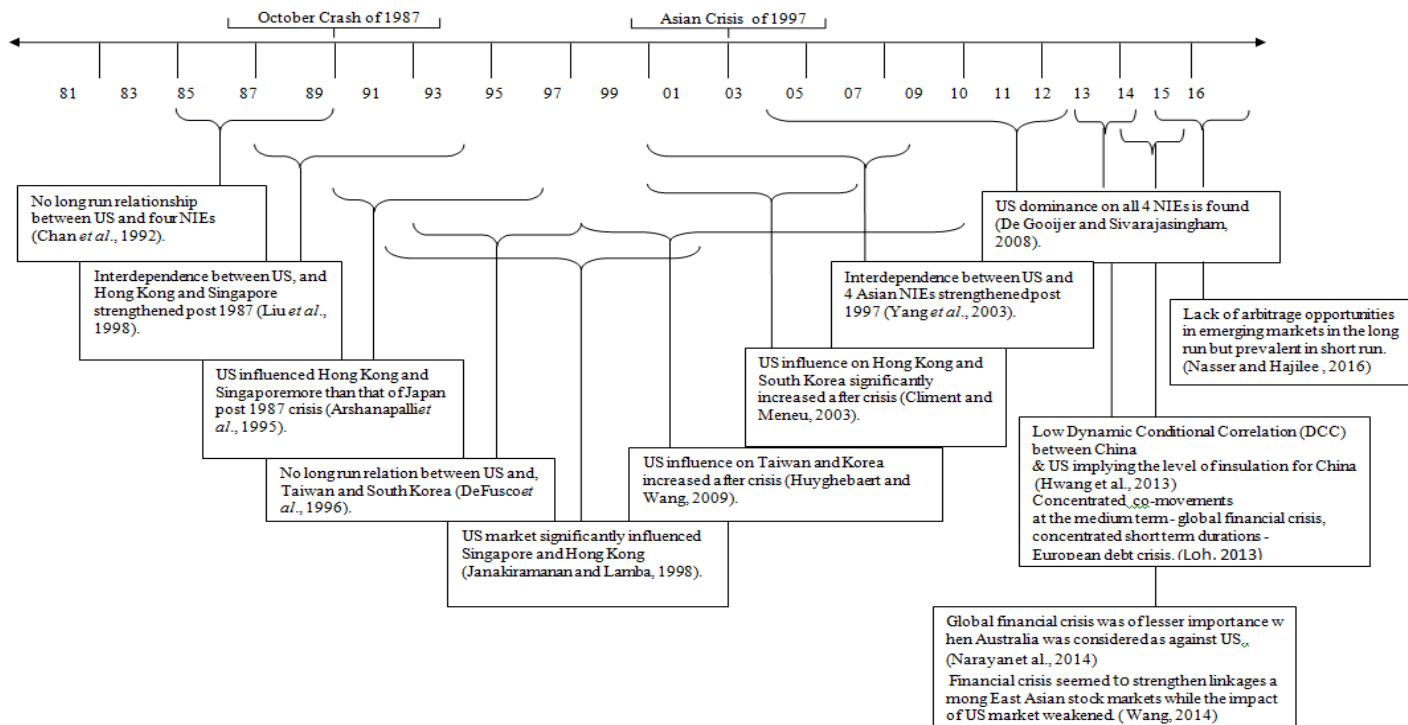 October Crash of 1987
Asian Crisis of 1997
81 83 85 87 89 91 93 95 97 99 01 03 05 07 09 10 11 12 13 14 15 16
No long run relationship
between US and four NIEs
(Chan et al., 1992).
Interdependence between US, and
Hong Kong and Singapore
strengthened post 1987 (Liu et al.,
1998).
US influenced Hong Kong and
Singaporemore than that of Japan
post 1987 crisis (Arshanapalliet
al., 1995).
No long run relation between US and,
Taiwan and South Korea (DeFuscoet
al., 1996).
US market significantly influenced
Singapore and Hong Kong
(Janakiramanan and Lamba, 1998).
US influence on Taiwan and Korea
increased after crisis (Huyghebaert and
Wang, 2009).
US influence on Hong Kong and
South Korea significantly
increased after crisis (Climent and
Meneu, 2003).
Interdependence between US and
4 Asian NIEs strengthened post
1997 (Yang et al., 2003).
US dominance on all 4 NIEs is found
(De Gooijer and Sivarajasingham,
2008).
Lack of arbitrage opportunities
in emerging markets in the long
run but prevalent in short run.
(Nasser and Hajilee , 2016)
Low Dynamic Conditional Correlation (DCC)
between China
& US implying the level of insulation for China
(Hwang et al., 2013)
Concentrated co-movements
at the medium term - global financial crisis,
concentrated short term durations -
European debt crisis. (Loh. 2013)
Global financial crisis was of lesser importance w
hen Australia was considered as against US.
(Narayan et al., 2014)
Financial crisis seemed to strengthen linkages a
mong East Asian stock markets while the impact
of US market weakened. ( Wang, 2014)